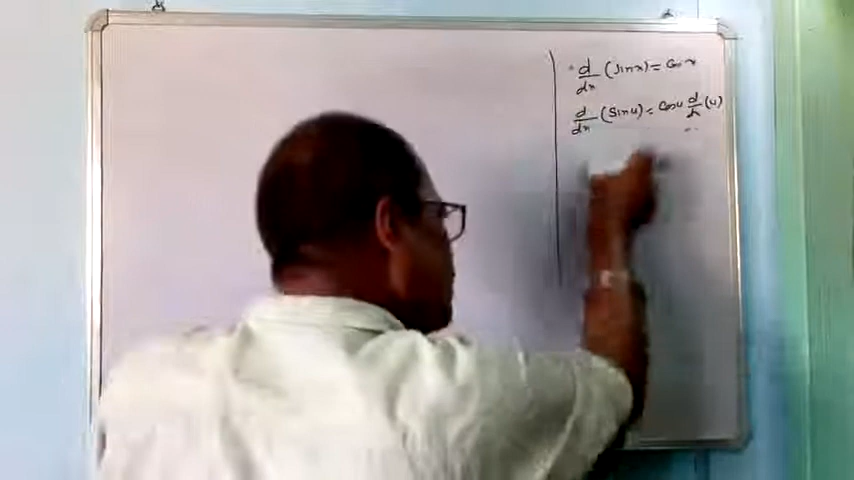 d/dx (Sinx) = Cosx
d/dx (Sinu) = Cosu d/dx (u)